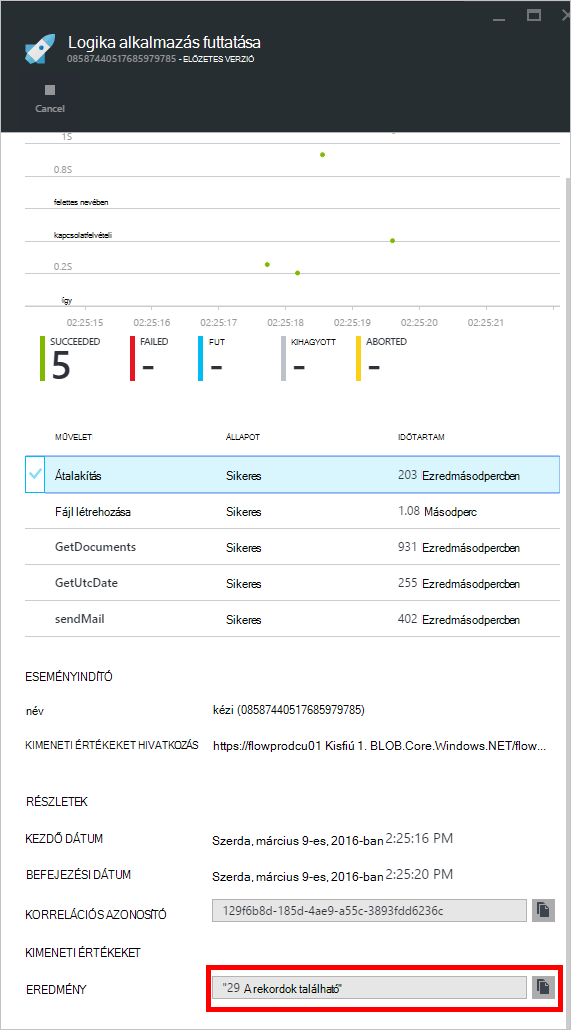 Logika alkalmazás futtatása
08587440517685979785 - ELŐZETES VERZIÓ
Cancel
1S
0.8S
felettes nevében
kapcsolatfelvételi
0.2S
így
02:25:15 02:25:16 02:25:17 02:25:18 02:25:19 02:25:20 02:25:21
SUCCEEDED FAILED FUT KIHAGYOTT ABORTED
5 - - - -
MŰVELET ÁLLAPOT IDŐTARTAM
Átalakítás Sikeres 203 Ezredmásodpercben
Fájl létrehozása Sikeres 1.08 Másodperc
GetDocuments Sikeres 931 Ezredmásodpercben
GetUtcDate Sikeres 255 Ezredmásodpercben
sendMail Sikeres 402 Ezredmásodpercben
ESEMÉNYINDÍTÓ
név kézi (08587440517685979785)
KIMENETI ÉRTÉKEKET HIVATKOZÁS https://flowprodcu01 Kisfiú 1. BLOB.Core.Windows.NET/flow...
RÉSZLETEK
KEZDŐ DÁTUM Szerda, március 9-es, 2016-ban 2:25:16 PM
BEFEJEZÉSI DÁTUM Szerda, március 9-es, 2016-ban 2:25:20 PM
KORRELÁCIÓS AZONOSÍTÓ 129f6b8d-185d-4ae9-a55c-3893fdd6236c
KIMENETI ÉRTÉKEKET
EREDMÉNY "29 A rekordok található"